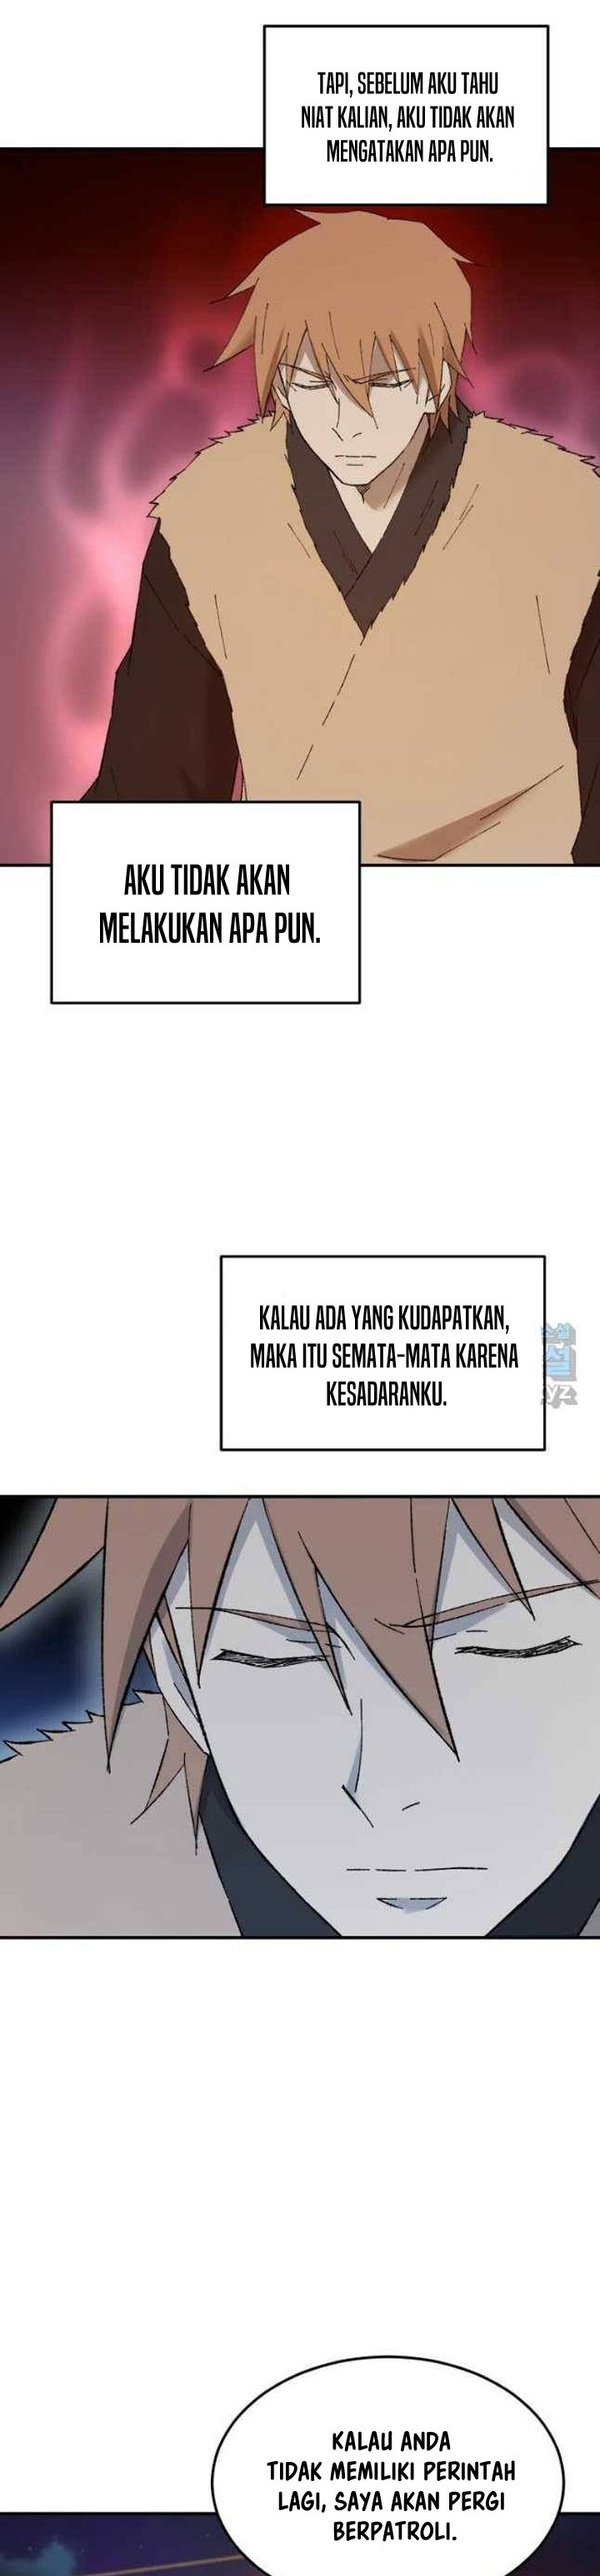 TAPI, SEBELUM AKU TAHU
NIAT KALIAN, AKU TIDAK AKAN
MENGATAKAN APA PUN.
AKU TIDAK AKAN
MELAKUKAN APA PUN.
KALAU ADA YANG KUDAPATKAN,
MAKA ITU SEMATA-MATA KARENA
KESADARANKU.
.yz
KALAU ANDA
TIDAK MEMILIKI PERINTAH
LAGI, SAYA AKAN PERGI
BERPATROLI.